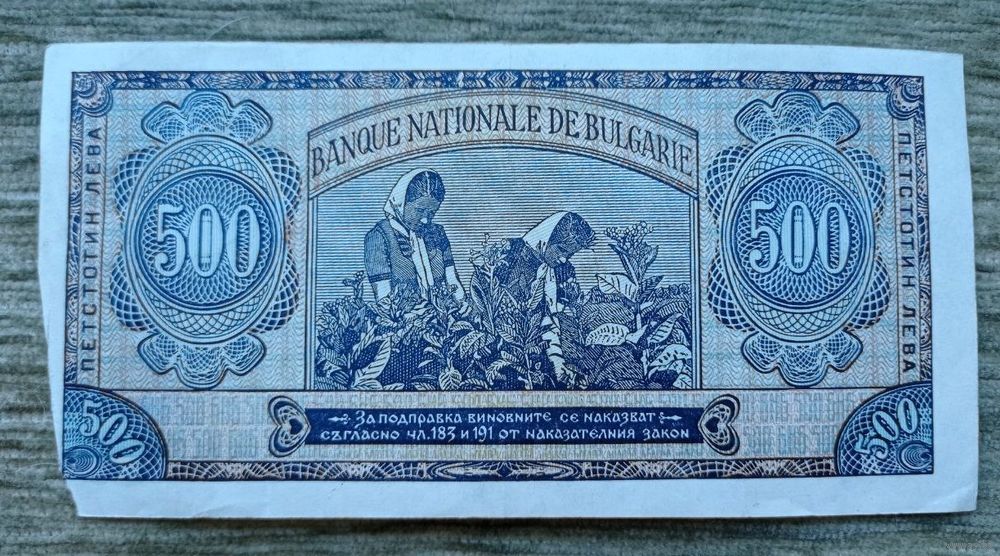 BANQUE NATIONALE DE BULGARIE
ПЕТСТОТИН ЛЕВА
500
500
ПЕТСТОТИН ЛЕВА
ЗА ПОДПРАВКА ВИНОВНИТЕ СЕ НАКАЗВАТ
СЪГЛАСНО ЧЛ. 183 И 191 ОТ НАКАЗАТЕЛНИЯ ЗАКОН
500
500